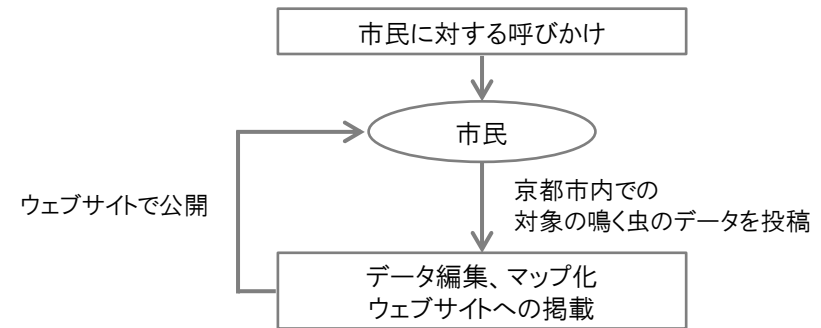 市民に対する呼びかけ
市民
ウェブサイトで公開
京都市内での
対象の鳴く虫のデータを投稿
データ編集、マップ化
ウェブサイトへの掲載